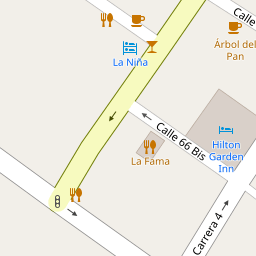 Calle
Árbol del
Pan
La Niña
Calle 66 Bis
La Fama
Hilton
Garden
Inn
Carrera 4